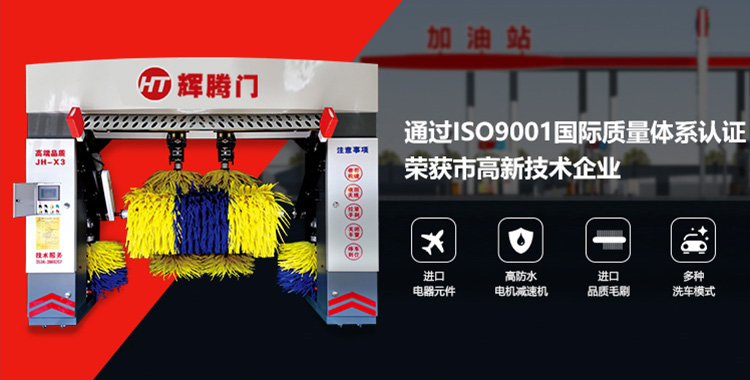 加油站
HT 辉腾门
高端品质
JH-X3
注意事项
技术服务
通过ISO9001国际质量体系认证
荣获市高新技术企业
进口
电器元件
高防水
电机减速机
进口
品质毛刷
多种
洗车模式